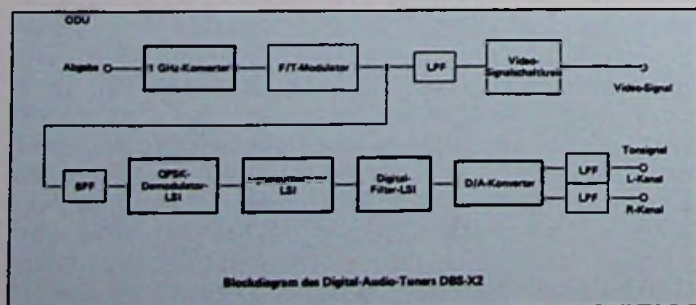 ODU
Abgabe
1 GHz-Konverter
F/T-Modulator
LPF
Video-
Signalschaltkreis
Video-Signal
BPF
QPSK-
Demodulator-
LSI
LSI
Digital-
Filter-LSI
D/A-Konverter
LPF
LPF
Tonsignal
L-Kanal
R-Kanal
Blockdiagram des Digital-Audio-Tuners DBS-X2